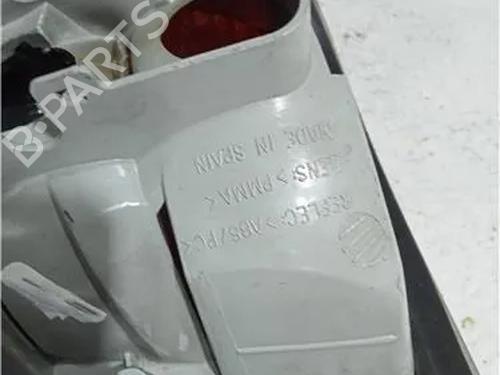 B-PARTS
MADE IN SPAIN
LENS:>PMMA<
REFLEC:>ABS/PC<